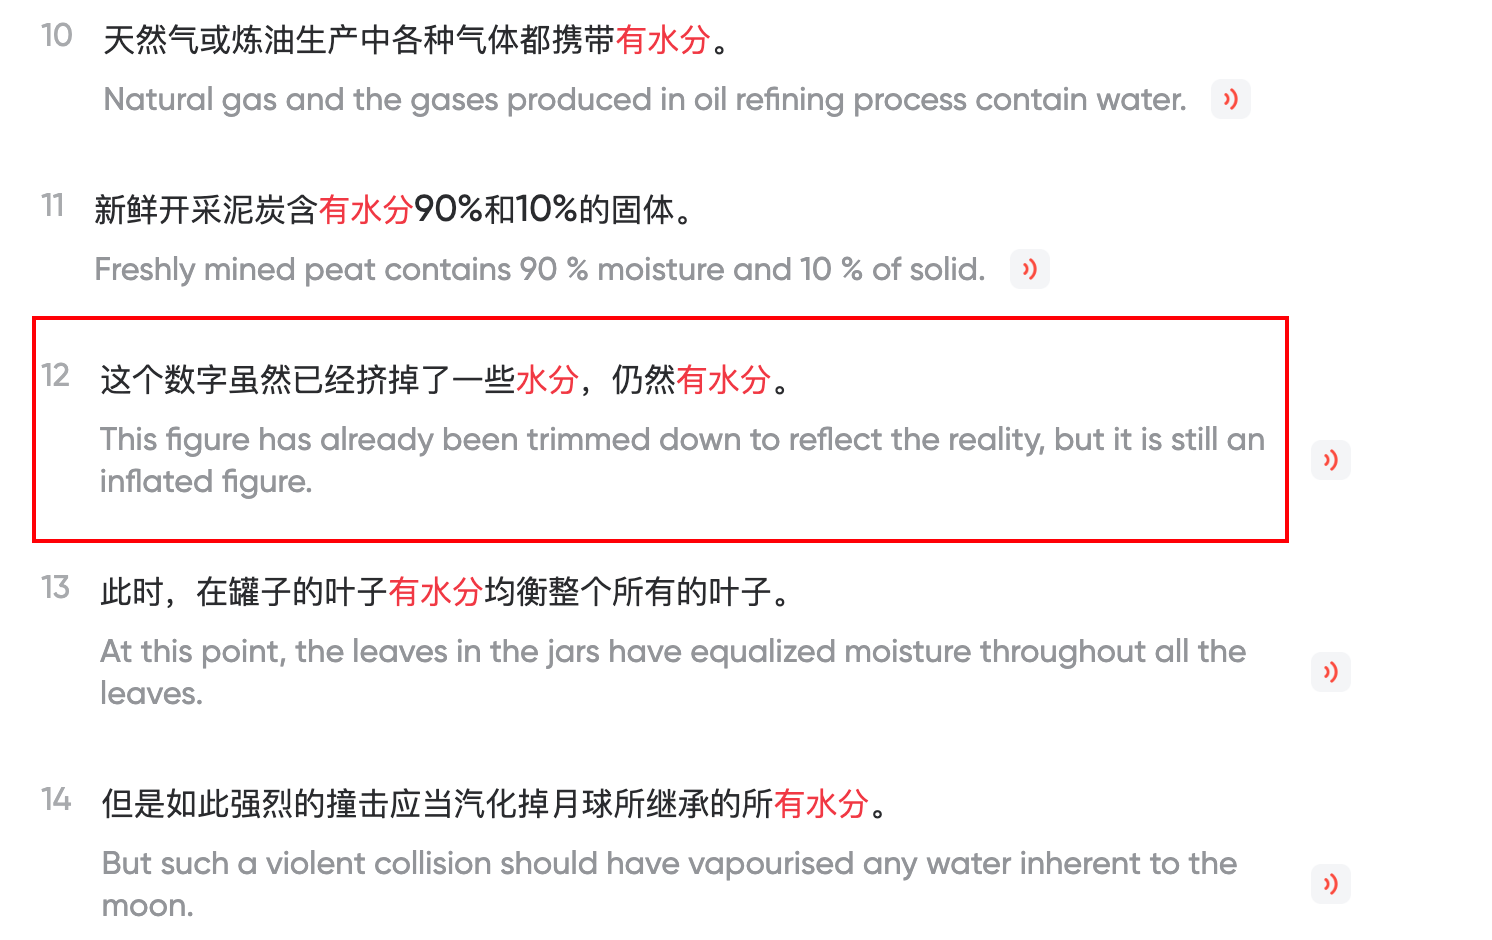 10 天然气或炼油生产中各种气体都携带有水分。
Natural gas and the gases produced in oil refining process contain water.
11 新鲜开采泥炭含有水分90%和10%的固体。
Freshly mined peat contains 90 % moisture and 10 % of solid.
12 这个数字虽然已经挤掉了一些水分，仍然有水分。
This figure has already been trimmed down to reflect the reality, but it is still an
inflated figure.
13 此时，在罐子的叶子有水分均衡整个所有的叶子。
At this point, the leaves in the jars have equalized moisture throughout all the
leaves.
14 但是如此强烈的撞击应当汽化掉月球所继承的所有水分。
But such a violent collision should have vapourised any water inherent to the
moon.